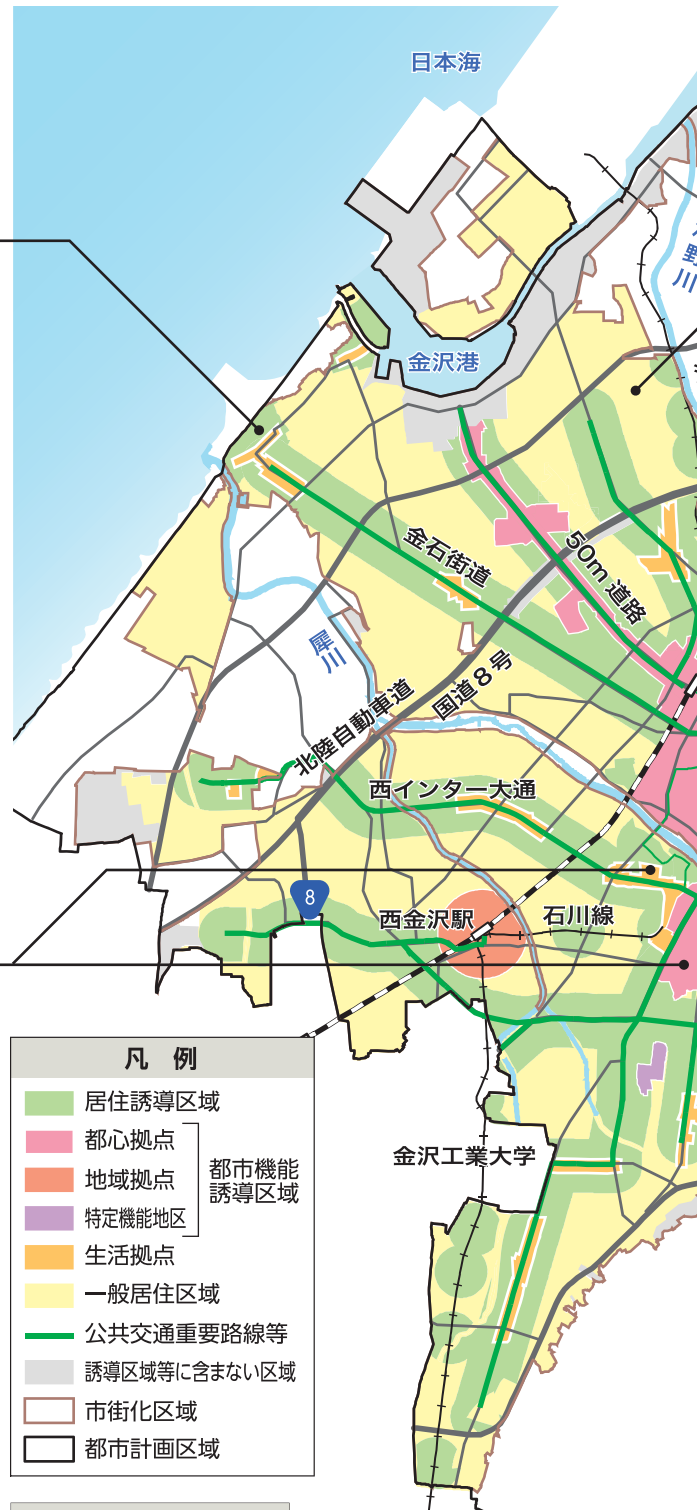 日本海
野川
金沢港
50m 道路
金石街道
犀川
国道8号
北陸自動車道
西インター大通
8
西金沢駅
石川線
金沢工業大学
凡 例
居住誘導区域
都心拠点
地域拠点
特定機能地区
都市機能
誘導区域
生活拠点
一般居住区域
公共交通重要路線等
誘導区域等に含まない区域
市街化区域
都市計画区域